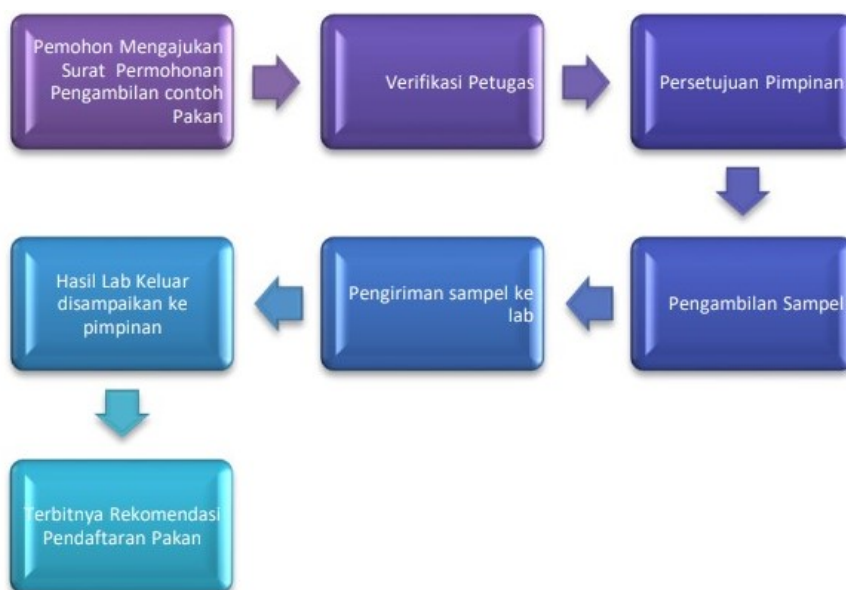 Pemohon Mengajukan
Surat Permohonan
Pengambilan contoh
Pakan
Verifikasi Petugas
Persetujuan Pimpinan
Pengambilan Sampel
Pengiriman sampel ke
lab
Hasil Lab Keluar
disampaikan ke
pimpinan
Terbitnya Rekomendasi
Pendaftaran Pakan